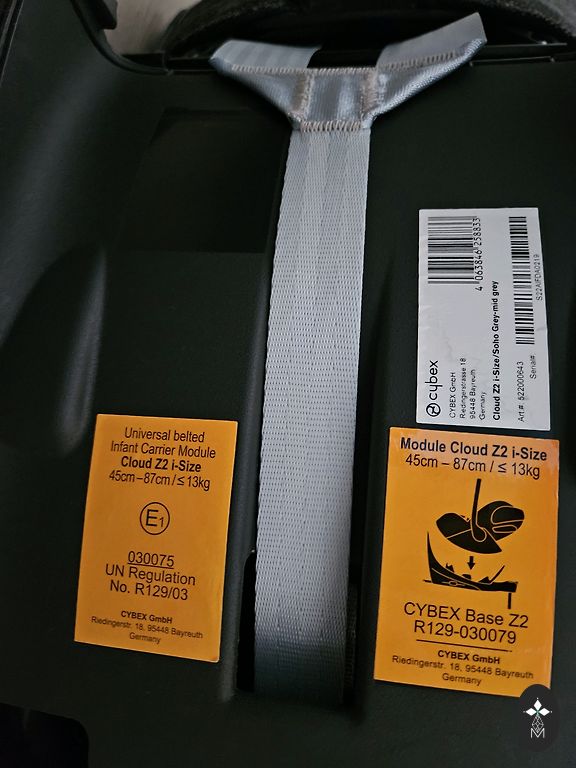 4 063846 258833
S22AIFDA0219
cybex
CYBEX GmbH
Riedingerstrasse 18
95448 Bayreuth
Germany
Cloud Z2 i-Size/Soho Grey-mid grey
Art#: 522000643
Serial#
Universal belted
Infant Carrier Module
Cloud Z2 i-Size
45cm – 87cm / ≤ 13kg
E1
030075
UN Regulation
No. R129/03
CYBEX GmbH
Riedingerstr. 18, 95448 Bayreuth
Germany
Module Cloud Z2 i-Size
45cm – 87cm / ≤ 13kg
CYBEX Base Z2
R129-030079
CYBEX GmbH
Riedingerstr. 18, 95448 Bayreuth
Germany
M